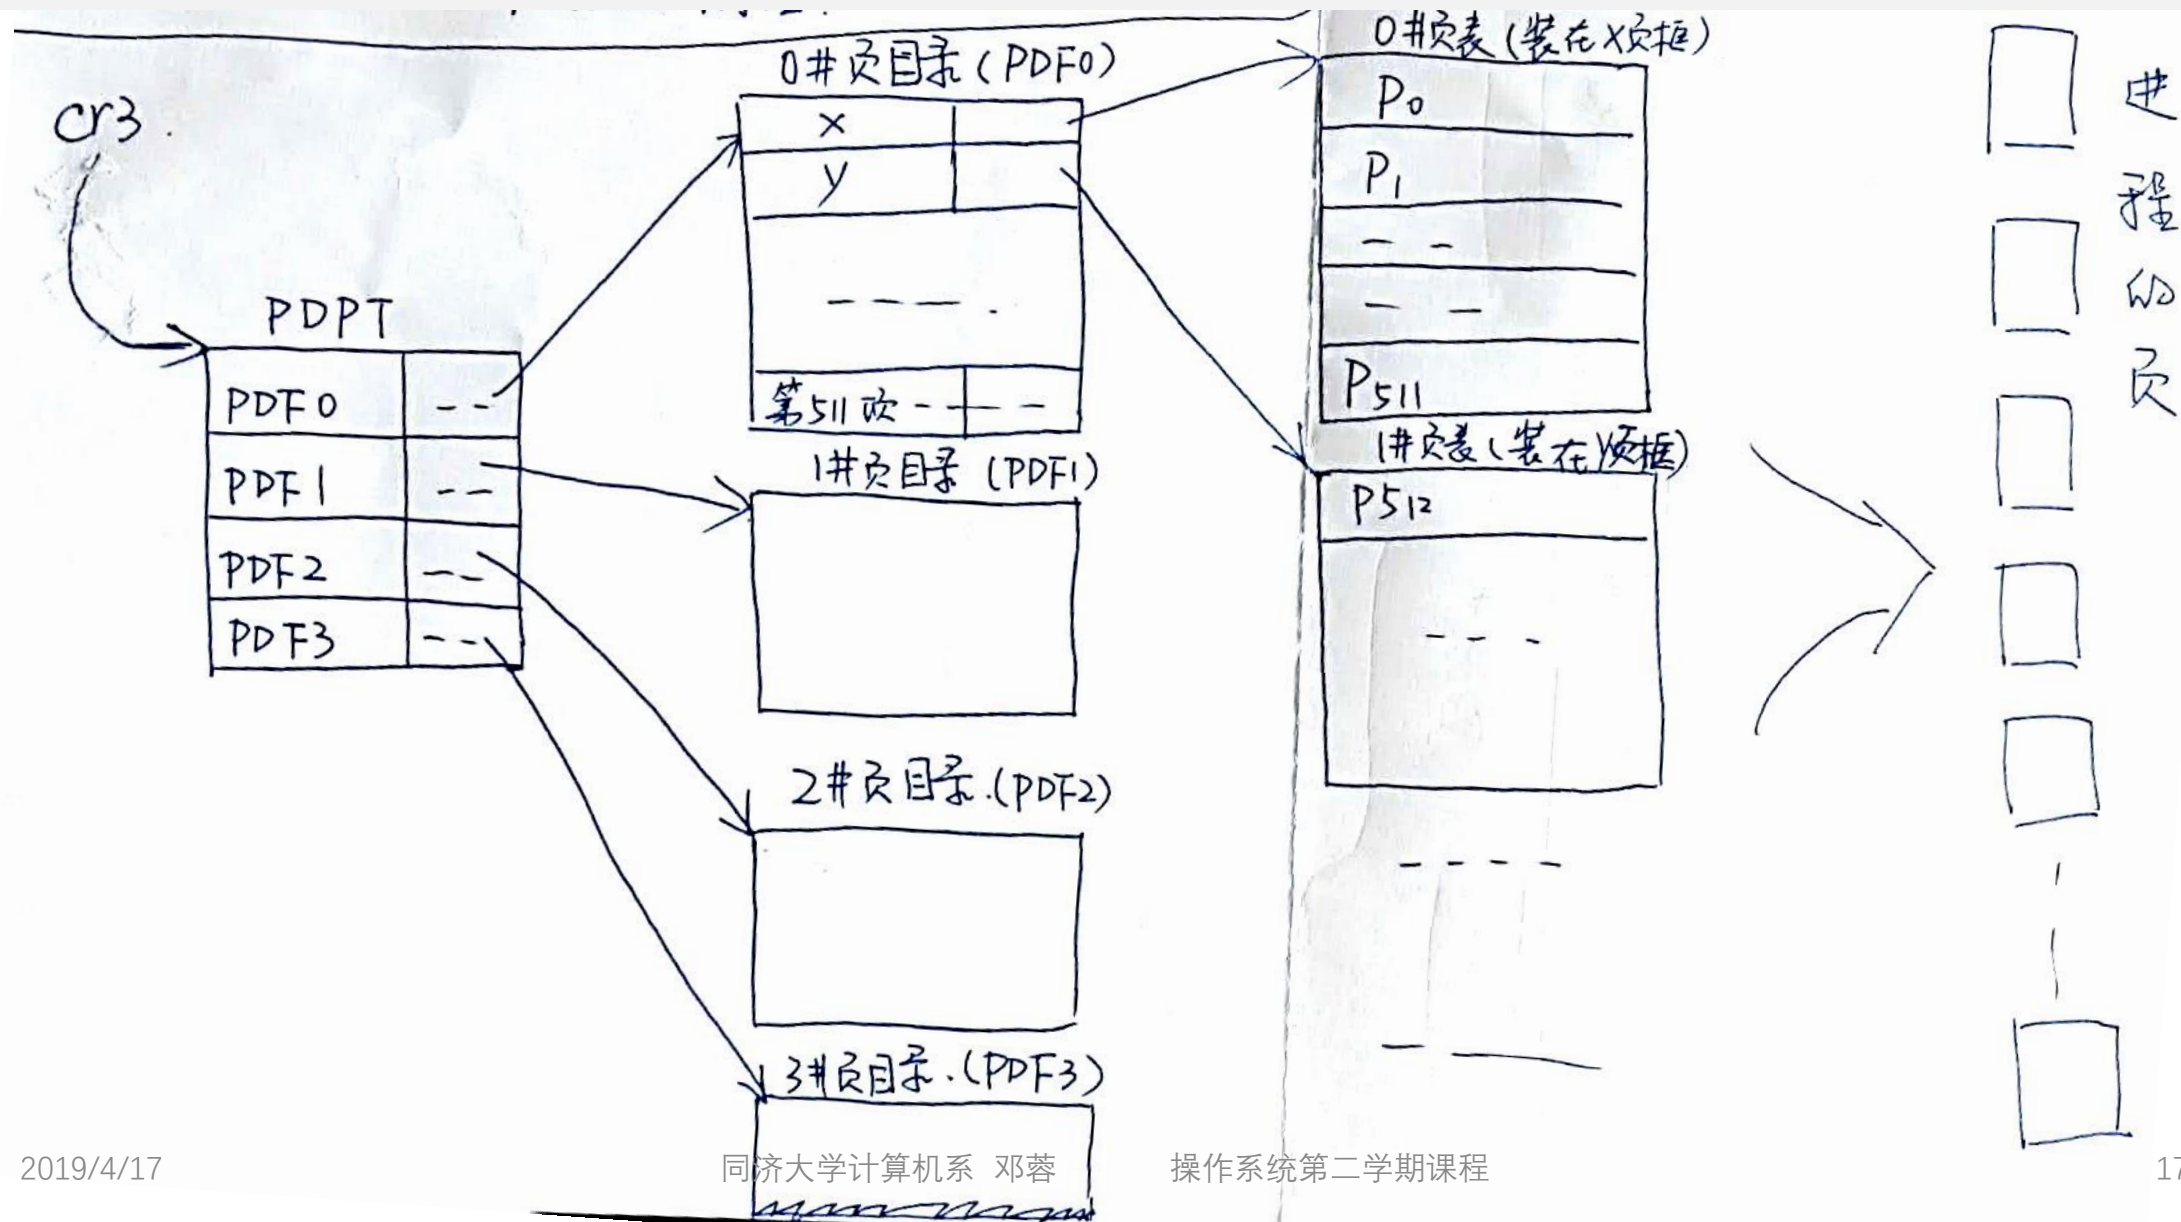 cr3
PDPT
PDF0 --
PDF1 --
PDF2 --
PDF3 --
0#页目录(PDF0)
x
y
----
第511项 - - -
1#页目录 (PDF1)
2#页目录.(PDF2)
3#页目录.(PDF3)
0#页表(装在X页框)
P0
P1
- -
- -
P511
1#页表(装在Y页框)
P512
---
----
进程的页
2019/4/17
同济大学计算机系 邓蓉
操作系统第二学期课程
17